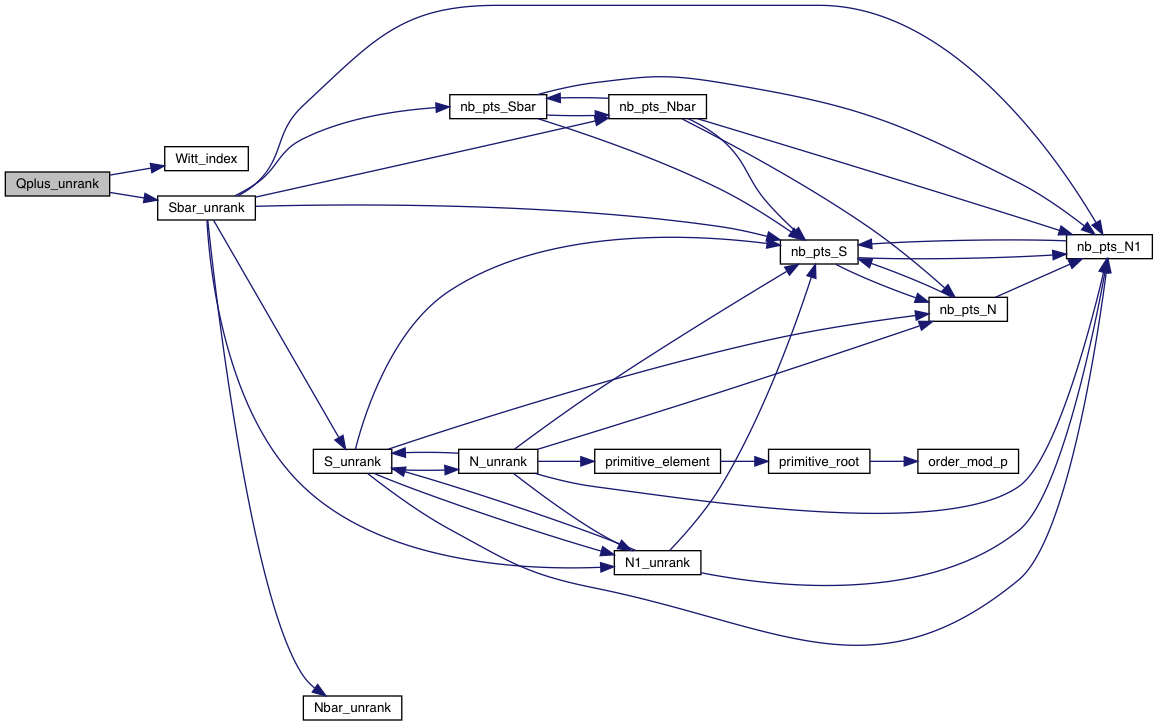 Qplus_unrank
Witt_index
Sbar_unrank
nb_pts_Sbar
nb_pts_Nbar
nb_pts_S
nb_pts_N1
nb_pts_N
S_unrank
N_unrank
primitive_element
primitive_root
order_mod_p
N1_unrank
Nbar_unrank